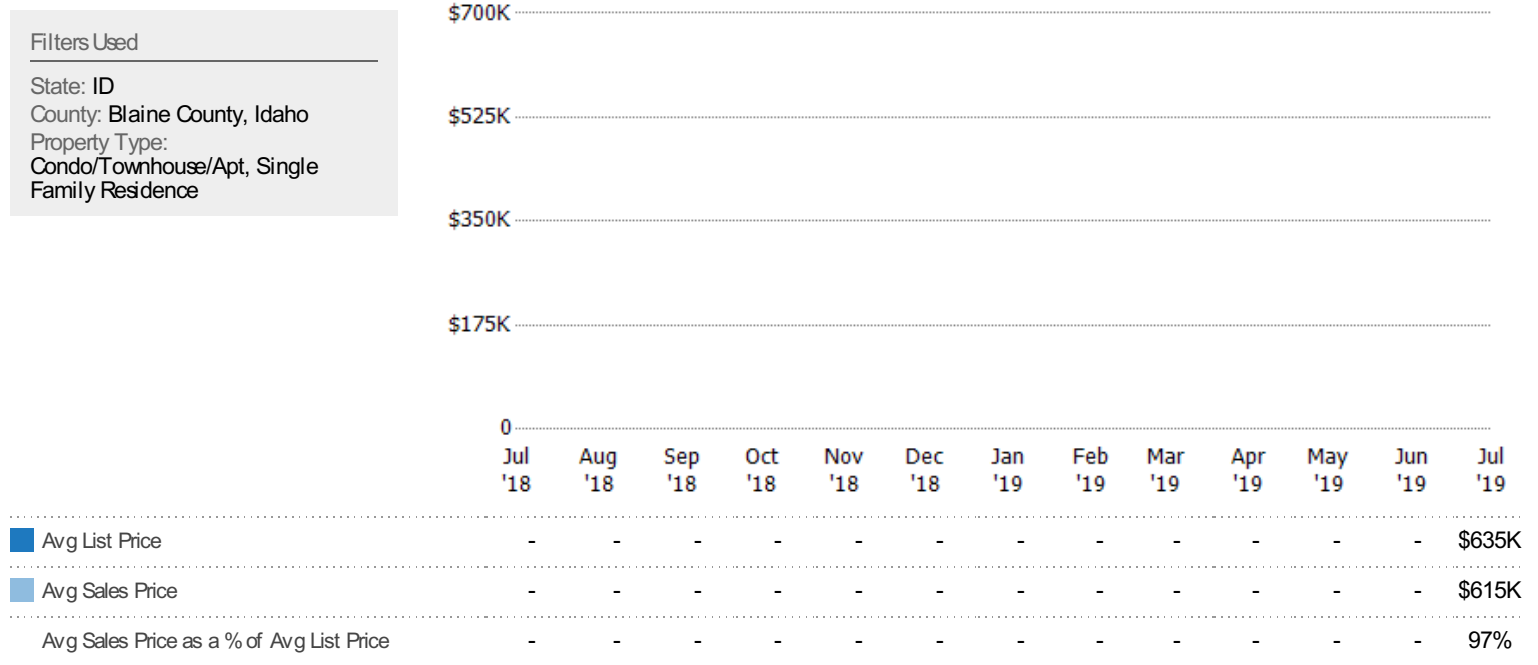 Filters Used
State: ID
County: Blaine County, Idaho
Property Type:
Condo/Townhouse/Apt, Single
Family Residence
$700K
$525K
$350K
$175K
0
Jul Aug Sep Oct Nov Dec Jan Feb Mar Apr May Jun Jul
'18 '18 '18 '18 '18 '18 '19 '19 '19 '19 '19 '19 '19
Avg List Price - - - - - - - - - - - - $635K
Avg Sales Price - - - - - - - - - - - - $615K
Avg Sales Price as a % of Avg List Price - - - - - - - - - - - - 97%